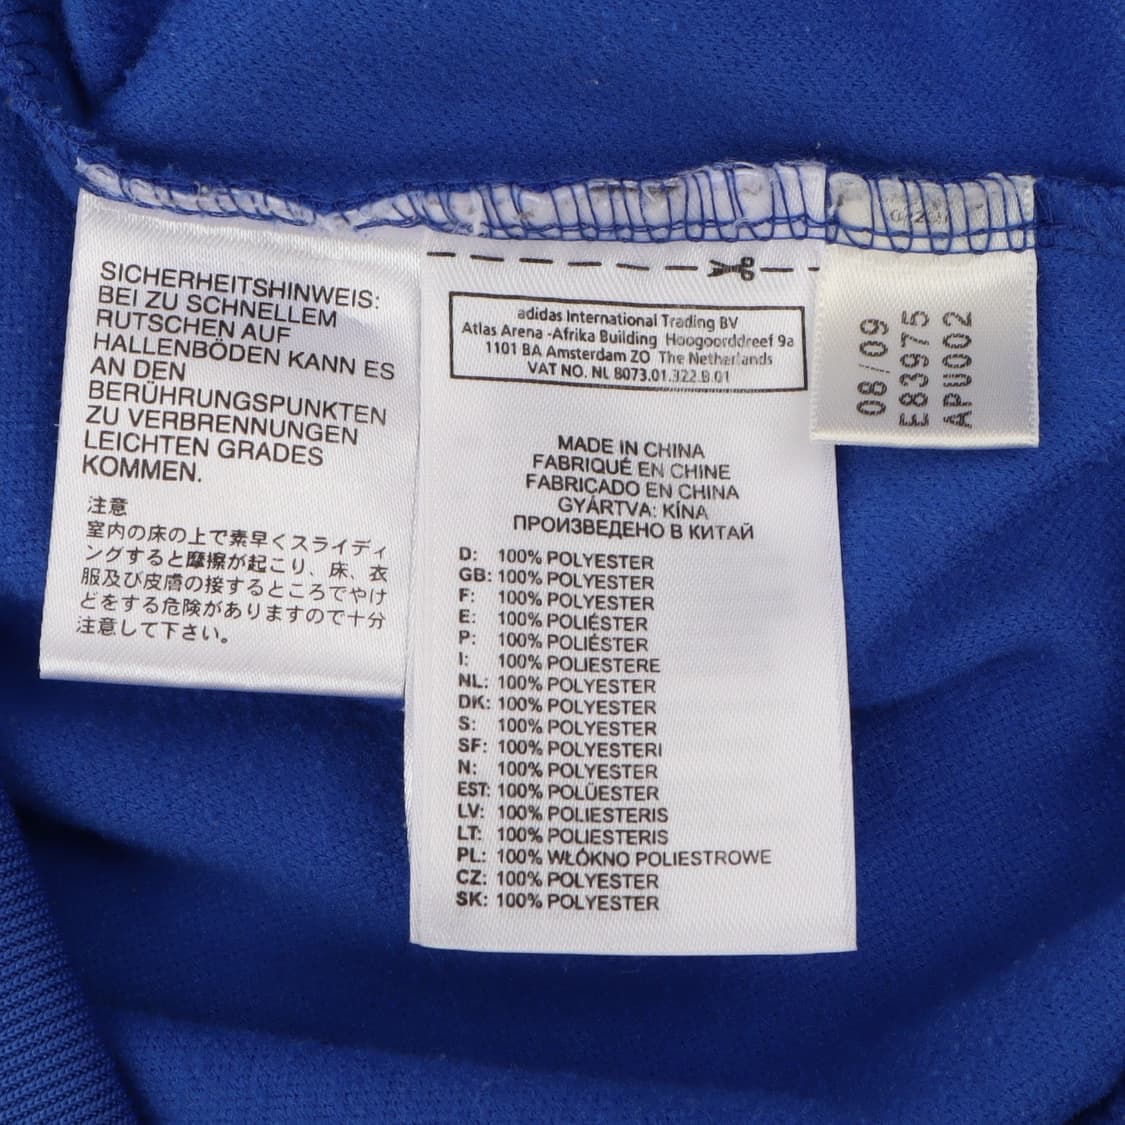 SICHERHEITSHINWEIS:
BEI ZU SCHNELLEM
RUTSCHEN AUF
HALLENBÖDEN KANN ES
AN DEN
BERÜHRUNGSPUNKTEN
ZU VERBRENNUNGEN
LEICHTEN GRADES
KOMMEN.
注意
室内の床の上で素早くスライディ
ングすると摩擦が起こり、床、衣
服及び皮膚の接するところでやけ
どをする危険がありますので十分
注意して下さい。
adidas International Trading BV
Atlas Arena -Afrika Building Hoogoorddreef 9a
1101 BA Amsterdam ZO The Netherlands
VAT NO. NL 8073.01.322.B.01
MADE IN CHINA
FABRIQUÉ EN CHINE
FABRICADO EN CHINA
GYÁRTVA: KÍNA
ПРОИЗВЕДЕНО В КИТАЙ
D: 100% POLYESTER
GB: 100% POLYESTER
F: 100% POLYESTER
E: 100% POLIÉSTER
P: 100% POLIÉSTER
I: 100% POLIESTERE
NL: 100% POLYESTER
DK: 100% POLYESTER
S: 100% POLYESTER
SF: 100% POLYESTERI
N: 100% POLYESTER
EST: 100% POLÜESTER
LV: 100% POLIESTERIS
LT: 100% POLIESTERIS
PL: 100% WŁÓKNO POLIESTROWE
CZ: 100% POLYESTER
SK: 100% POLYESTER
08/09
E83975
APU002